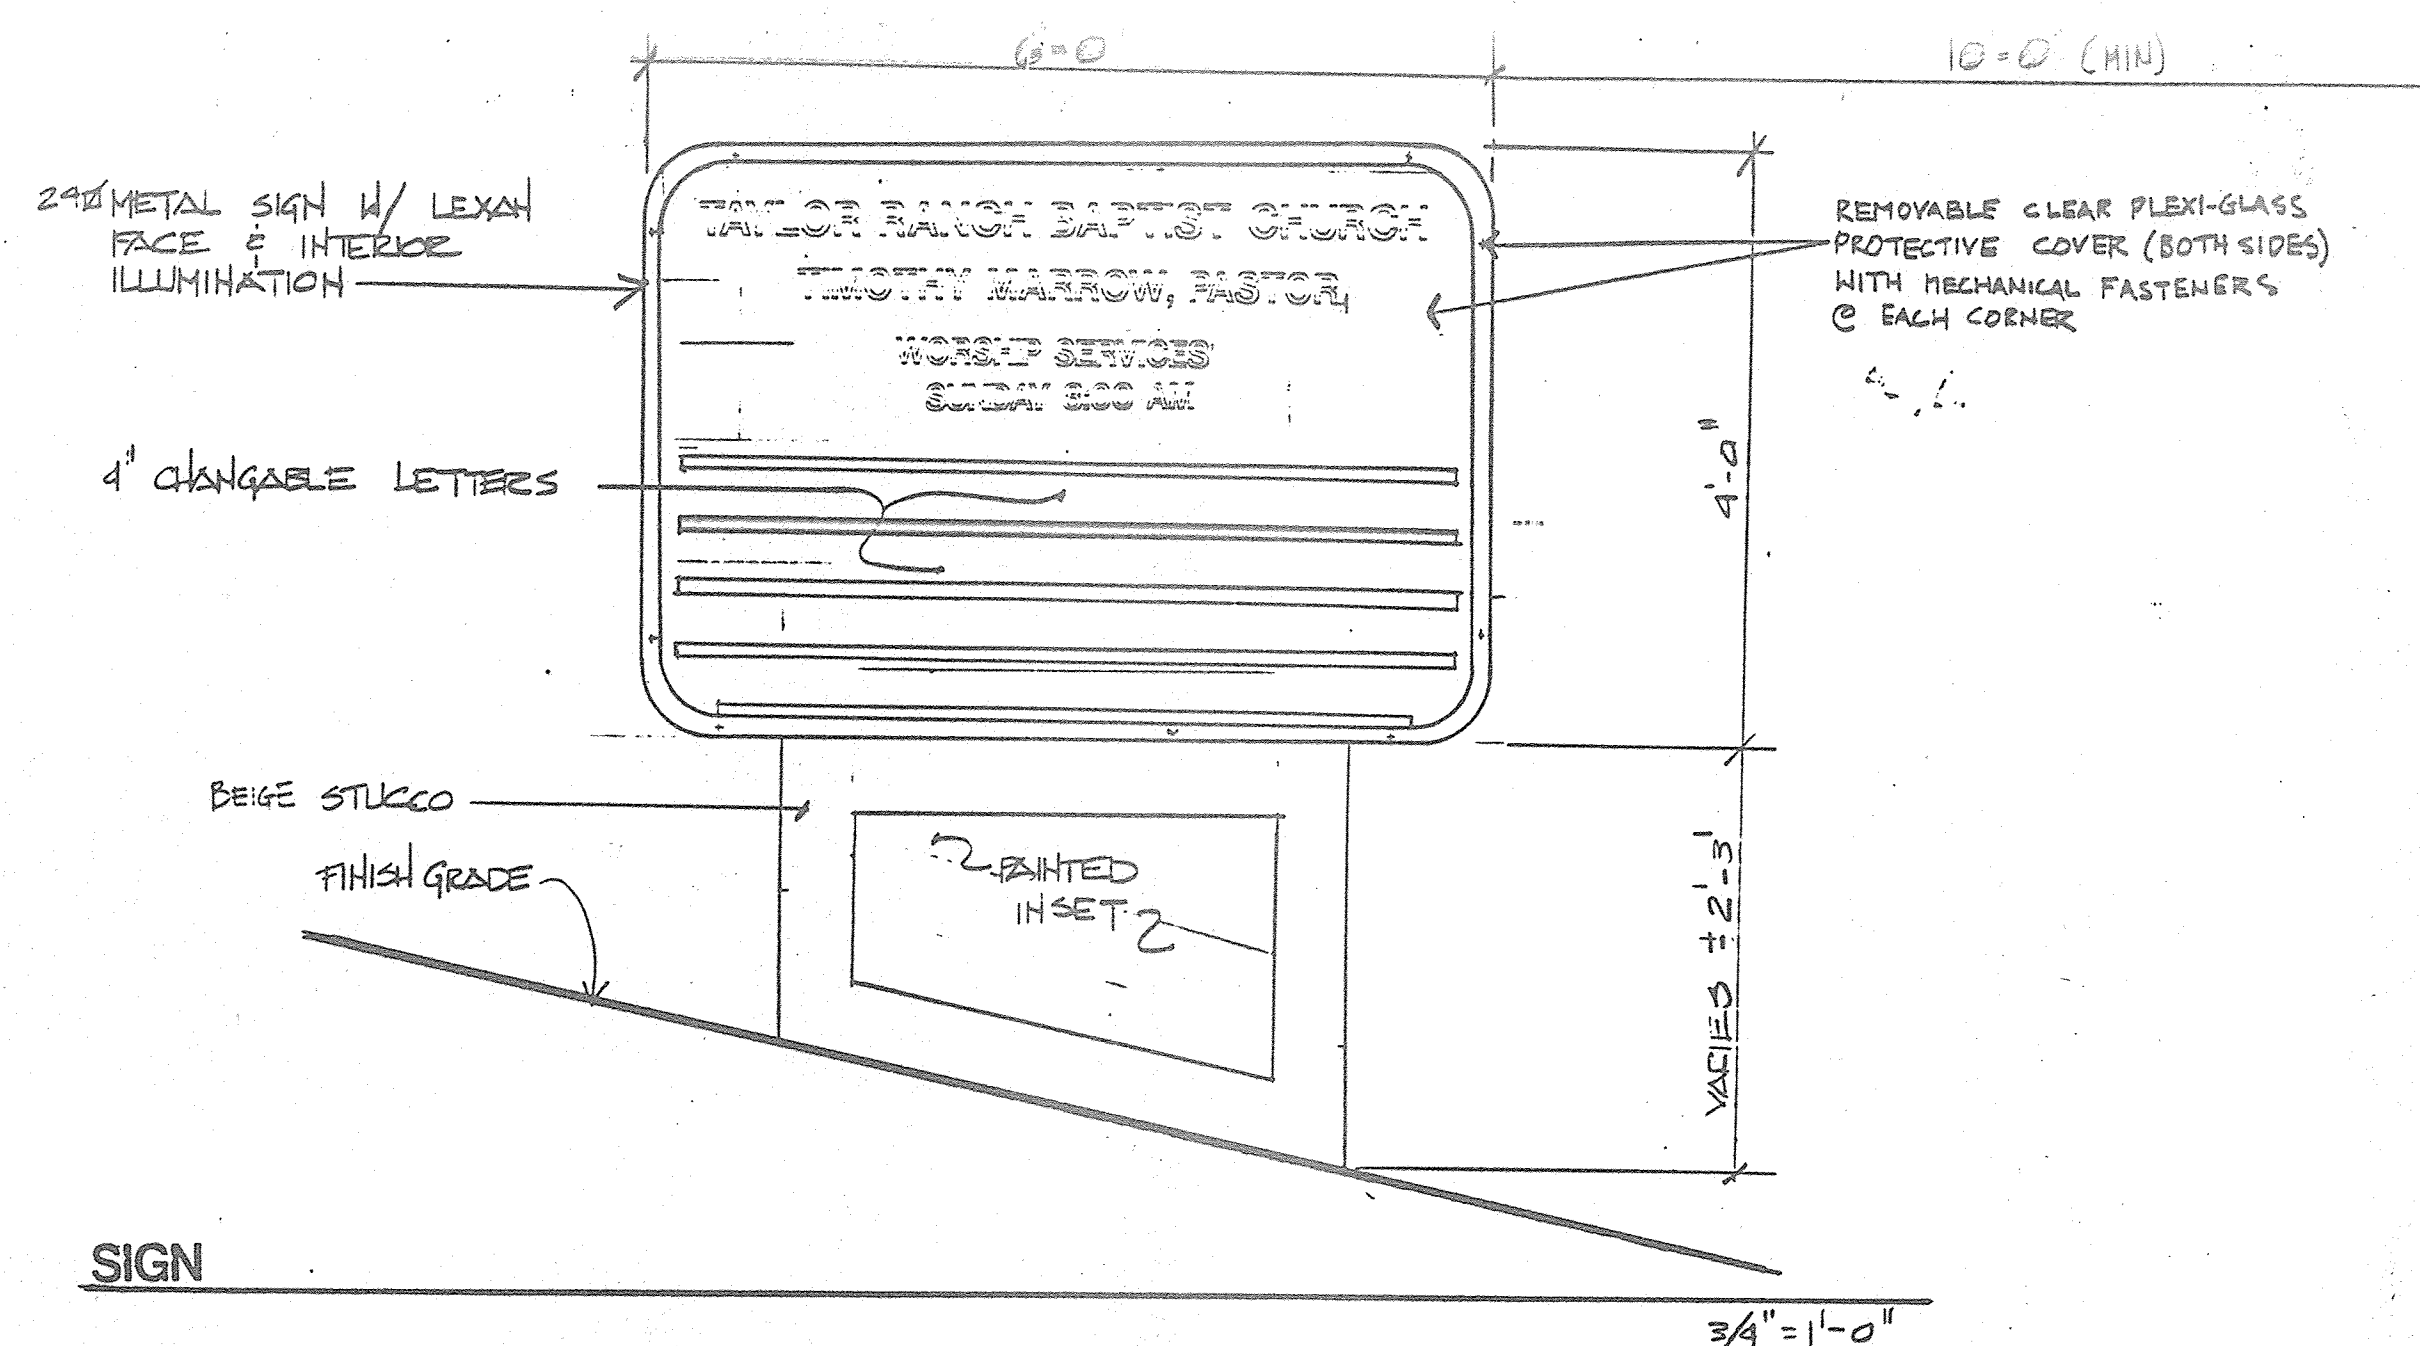 6=0
10=0 (MIN)
24Ø METAL SIGN W/ LEXAN
FACE & INTERIOR
ILLUMINATION
TAYLOR RANCH BAPTIST CHURCH
TIMOTHY MARROW, PASTOR
WORSHIP SERVICES
SUNDAY AM
REMOVABLE CLEAR PLEXI-GLASS
PROTECTIVE COVER (BOTH SIDES)
WITH MECHANICAL FASTENERS
@ EACH CORNER
4" CHANGABLE LETTERS
4'-0"
BEIGE STUCCO
FINISH GRADE
PAINTED
INSET
VARIES ± 2'-3'
SIGN
3/4" = 1'-0"